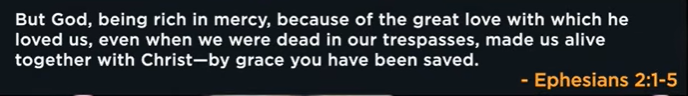 But God, being rich in mercy, because of the great love with which he
loved us, even when we were dead in our trespasses, made us alive
together with Christ—by grace you have been saved.
- Ephesians 2:1-5